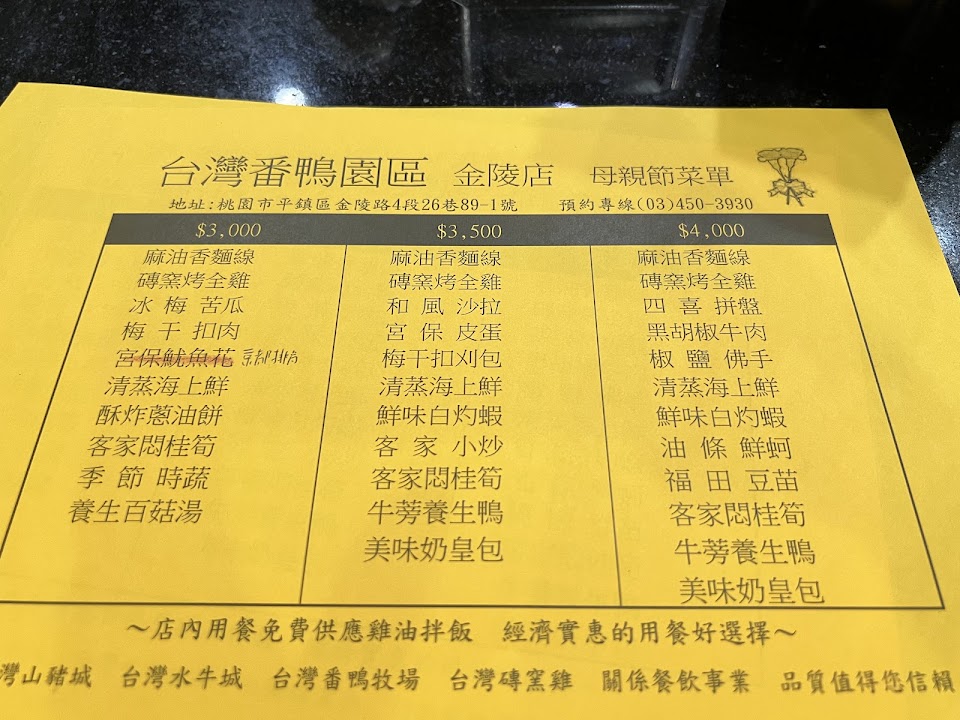 台灣番鴨園區 金陵店 母親節菜單
地址:桃園市平鎮區金陵路4段26巷89-1號 預約專線(03)450-3930
$3,000 $3,500 $4,000
麻油香麵線 麻油香麵線 麻油香麵線
磚窯烤全雞 磚窯烤全雞 磚窯烤全雞
冰梅苦瓜 和風沙拉 四喜拼盤
梅干扣肉 宮保皮蛋 黑胡椒牛肉
宮保魷魚花 梅干扣刈包 椒鹽佛手
清蒸海上鮮 清蒸海上鮮 清蒸海上鮮
酥炸蔥油餅 鮮味白灼蝦 鮮味白灼蝦
客家悶桂筍 客家小炒 油條鮮蚵
季節時蔬 客家悶桂筍 福田豆苗
養生百菇湯 牛蒡養生鴨 客家悶桂筍
美味奶皇包 牛蒡養生鴨
美味奶皇包
～店內用餐免費供應雞油拌飯 經濟實惠的用餐好選擇～
灣山豬城 台灣水牛城 台灣番鴨牧場 台灣磚窯雞 關係餐飲事業 品質值得您信賴